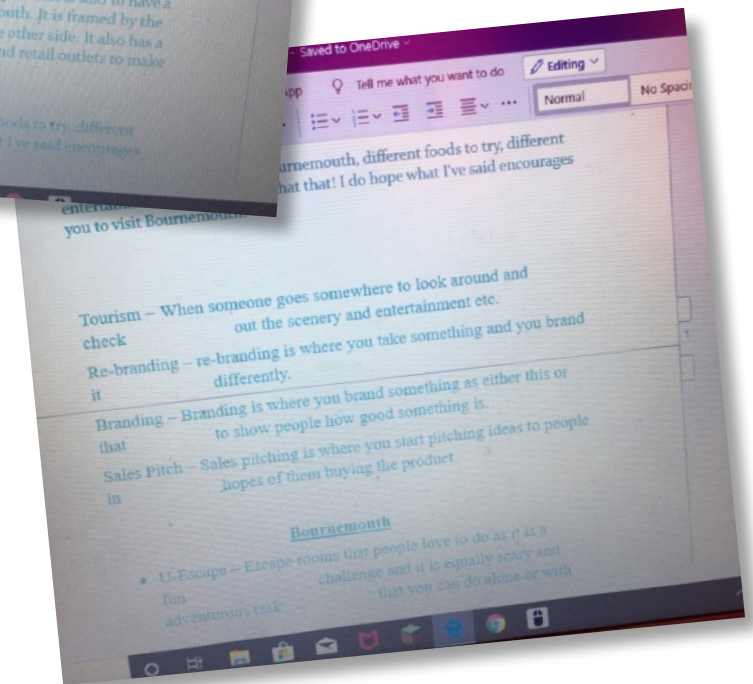 said to have a
outh. It is framed by the
other side. It also has a
nd retail outlets to make
oods to try, different
I've said encourages
- Saved to OneDrive
App Tell me what you want to do Editing
Normal No Spacin
urnemouth, different foods to try, different
hat that! I do hope what I've said encourages
you to visit Bournemouth
Tourism – When someone goes somewhere to look around and
check out the scenery and entertainment etc.
Re-branding – re-branding is where you take something and you brand
it differently.
Branding – Branding is where you brand something as either this or
that to show people how good something is.
Sales Pitch – Sales pitching is where you start pitching ideas to people
in hopes of them buying the product.
Bournemouth
• U-Escape – Escape rooms that people love to do as it is a
fun challenge and it is equally scary and
adventurous task that you can do alone or with